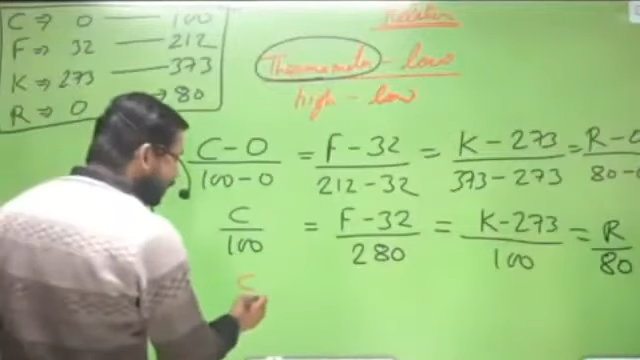 Relation
C ⇒ 0 — 100
F ⇒ 32 — 212
K ⇒ 273 — 373
R ⇒ 0 → 80
Thermometer - low
high - low
C - 0 / 100 - 0 = F - 32 / 212 - 32 = K - 273 / 373 - 273 = R - 0 / 80 -
C / 100 = F - 32 / 280 = K - 273 / 100 = R / 80
C